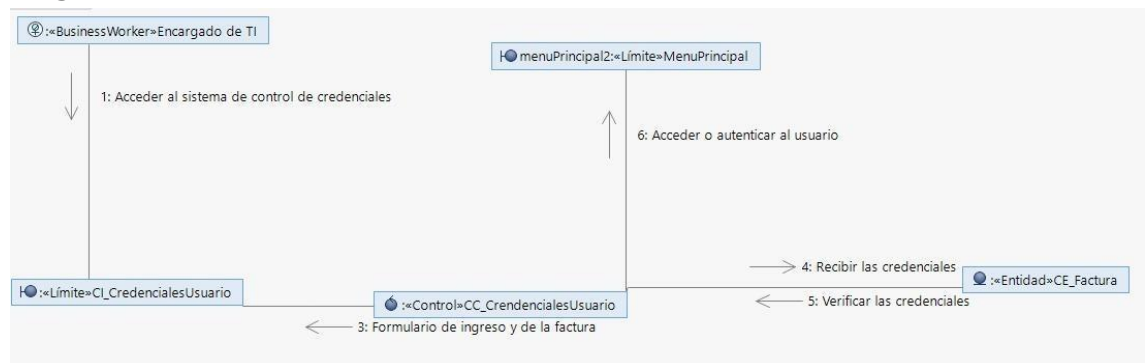 :«BusinessWorker»Encargado de TI
menuPrincipal2:«Límite»MenuPrincipal
1: Acceder al sistema de control de credenciales
6: Acceder o autenticar al usuario
4: Recibir las credenciales
:«Entidad»CE_Factura
:«Límite»CI_CredencialesUsuario
:«Control»CC_CrendencialesUsuario
5: Verificar las credenciales
3: Formulario de ingreso y de la factura